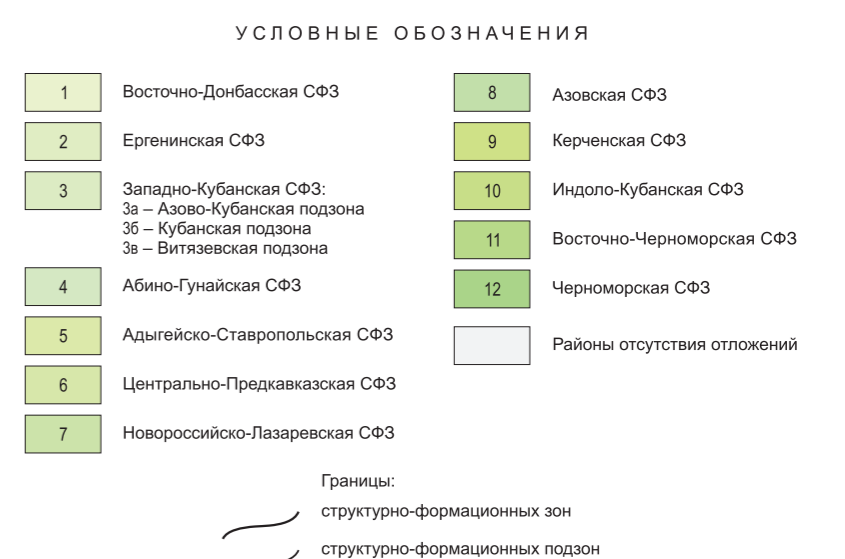 УСЛОВНЫЕ ОБОЗНАЧЕНИЯ
1 Восточно-Донбасская СФЗ
2 Ергенинская СФЗ
3 Западно-Кубанская СФЗ:
3а – Азово-Кубанская подзона
3б – Кубанская подзона
3в – Витязевская подзона
4 Абино-Гунайская СФЗ
5 Адыгейско-Ставропольская СФЗ
6 Центрально-Предкавказская СФЗ
7 Новороссийско-Лазаревская СФЗ
8 Азовская СФЗ
9 Керченская СФЗ
10 Индоло-Кубанская СФЗ
11 Восточно-Черноморская СФЗ
12 Черноморская СФЗ
Районы отсутствия отложений
Границы:
структурно-формационных зон
структурно-формационных подзон